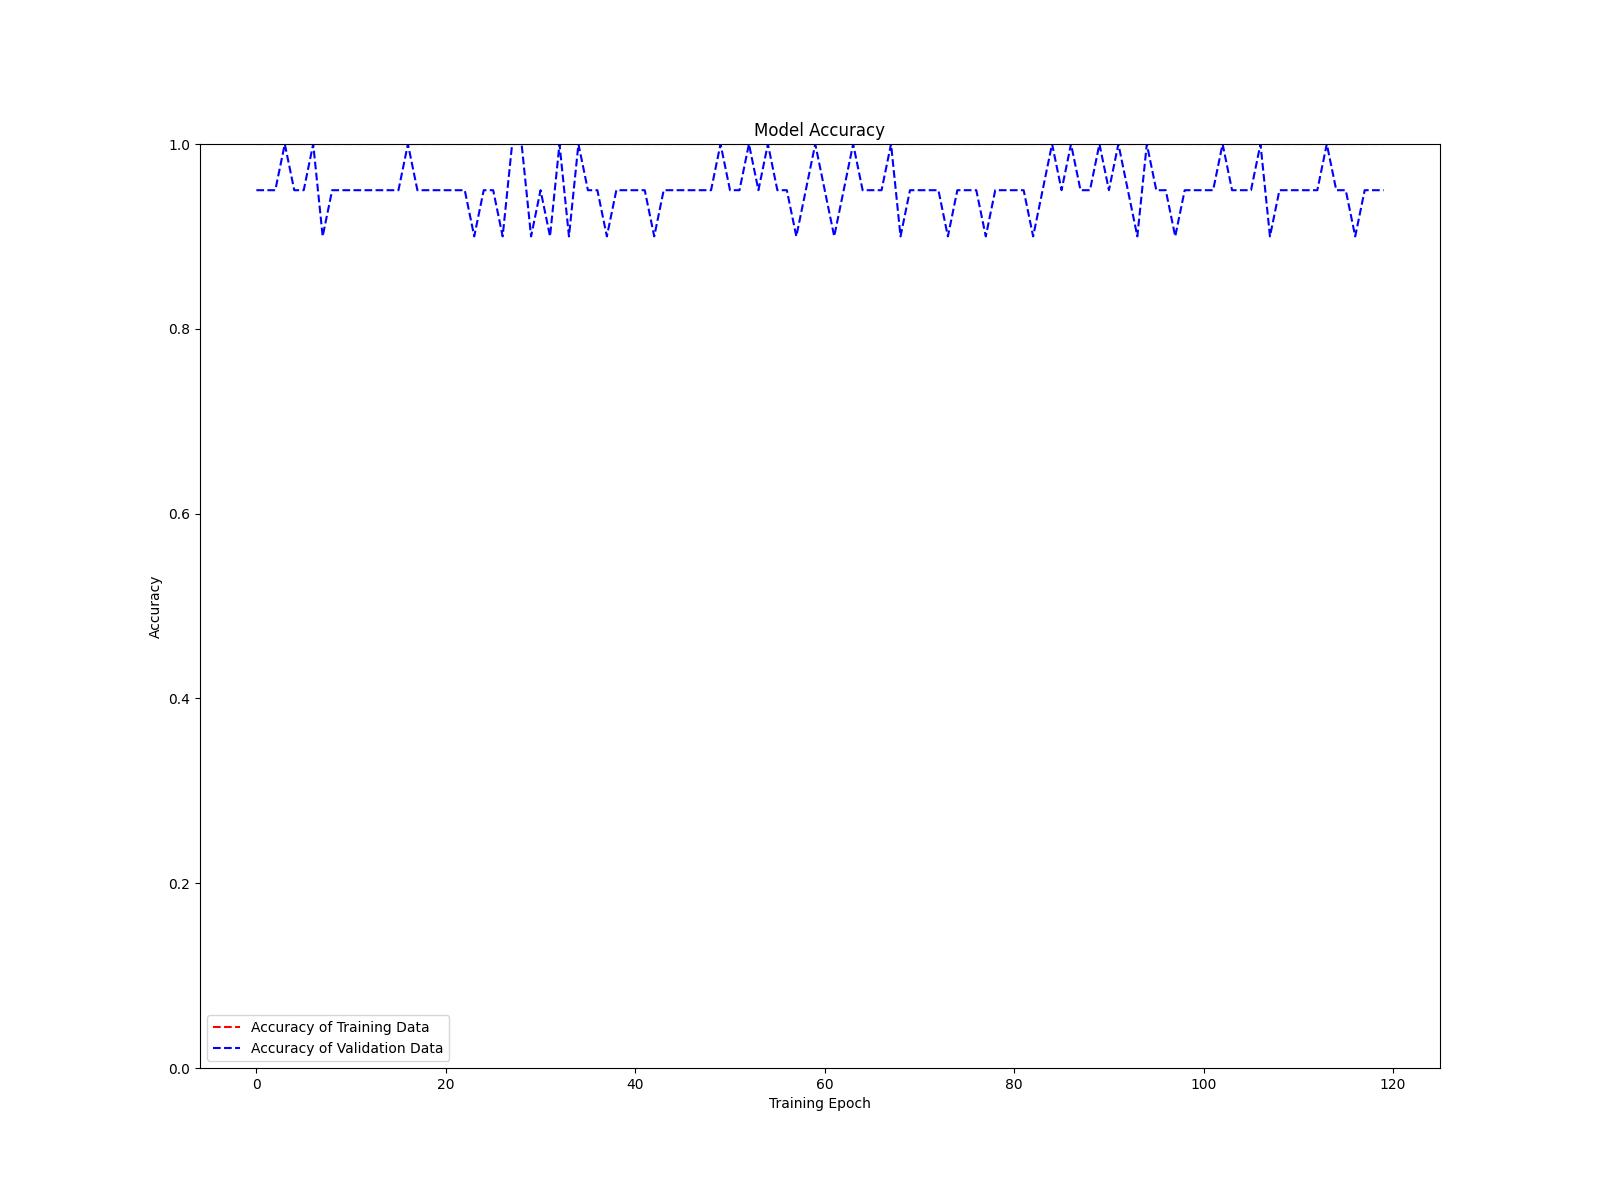 Model Accuracy
1.0
0.8
0.6
0.4
0.2
0.0
Accuracy
Accuracy of Training Data
Accuracy of Validation Data
0 20 40 60 80 100 120
Training Epoch